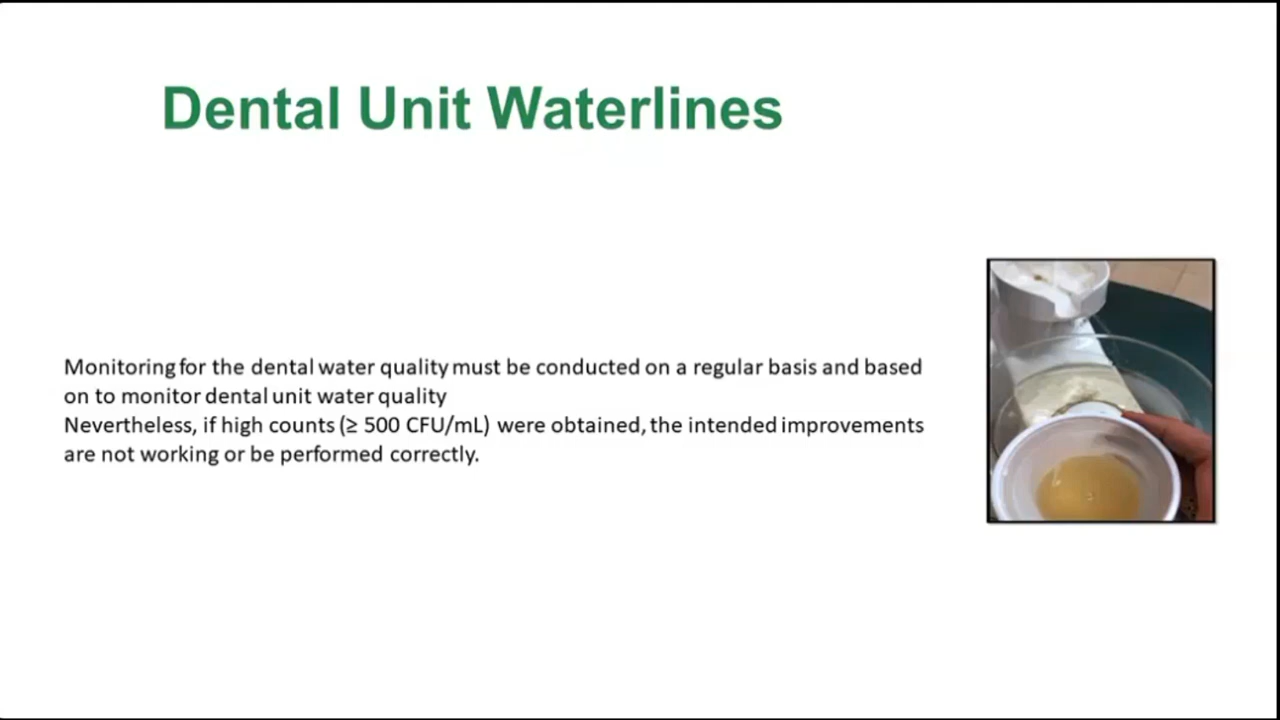 Dental Unit Waterlines
Monitoring for the dental water quality must be conducted on a regular basis and based
on to monitor dental unit water quality
Nevertheless, if high counts (≥ 500 CFU/mL) were obtained, the intended improvements
are not working or be performed correctly.